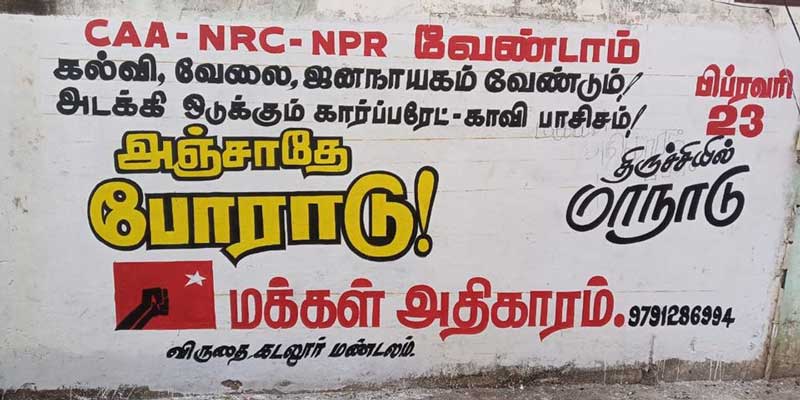 CAA - NRC - NPR வேண்டாம்
கல்வி, வேலை, ஜனநாயகம் வேண்டும்!
அடக்கி ஒடுக்கும் கார்ப்பரேட் - காவி பாசிசம்!
அஞ்சாதே
போராடு!
பிப்ரவரி
23
திருச்சியில்
மாநாடு
மக்கள் அதிகாரம். 9791286994
விருதை, கடலூர் மண்டலம்.